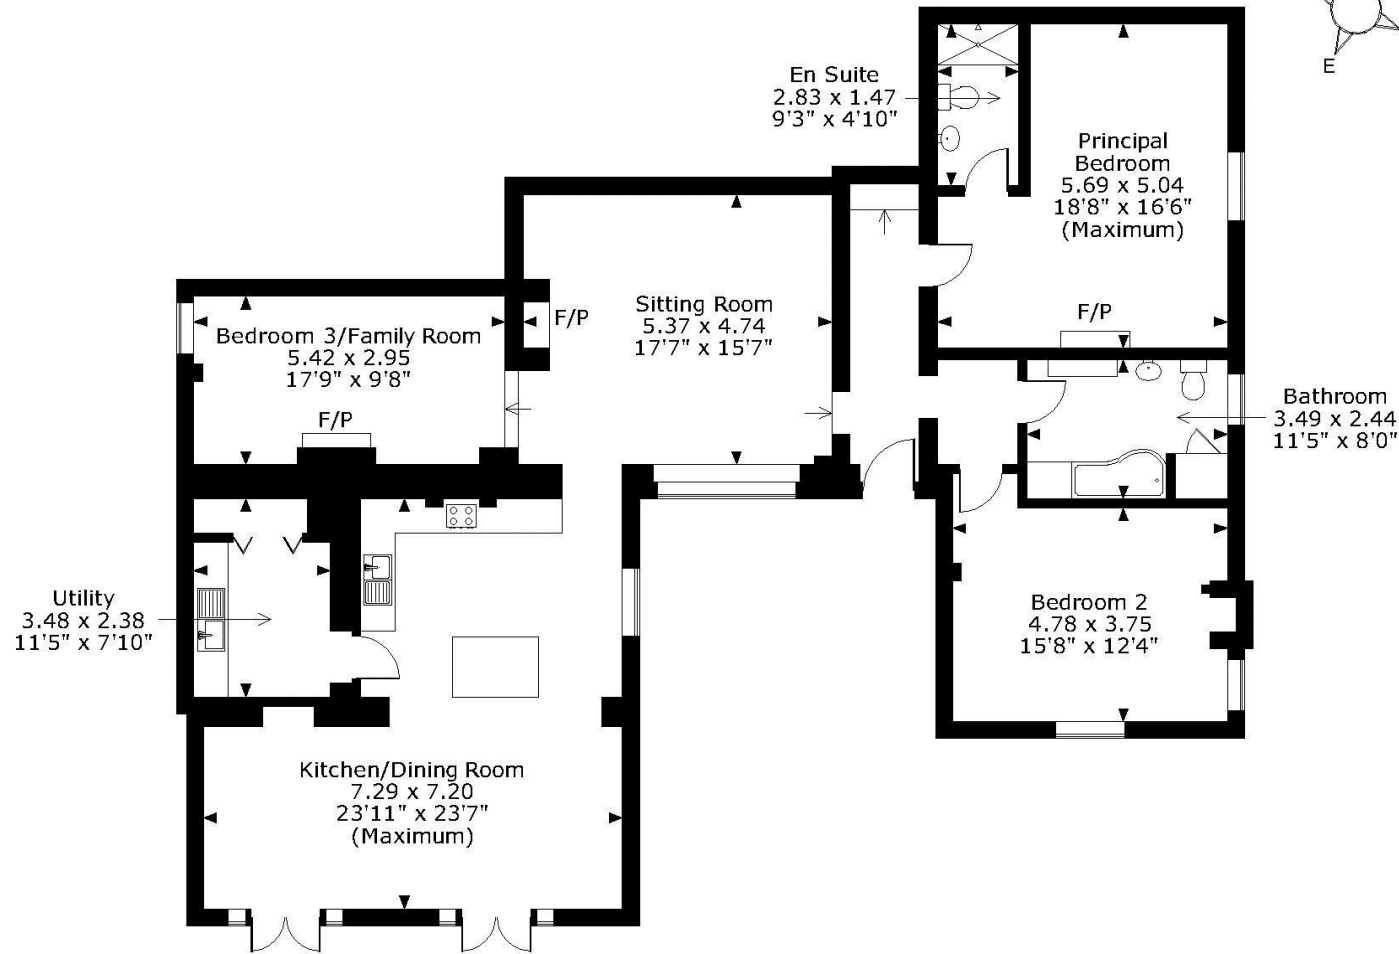 E
En Suite
2.83 x 1.47
9'3" x 4'10"
Principal
Bedroom
5.69 x 5.04
18'8" x 16'6"
(Maximum)
F/P
Sitting Room
5.37 x 4.74
17'7" x 15'7"
F/P
Bedroom 3/Family Room
5.42 x 2.95
17'9" x 9'8"
F/P
Bathroom
3.49 x 2.44
11'5" x 8'0"
Utility
3.48 x 2.38
11'5" x 7'10"
Bedroom 2
4.78 x 3.75
15'8" x 12'4"
Kitchen/Dining Room
7.29 x 7.20
23'11" x 23'7"
(Maximum)